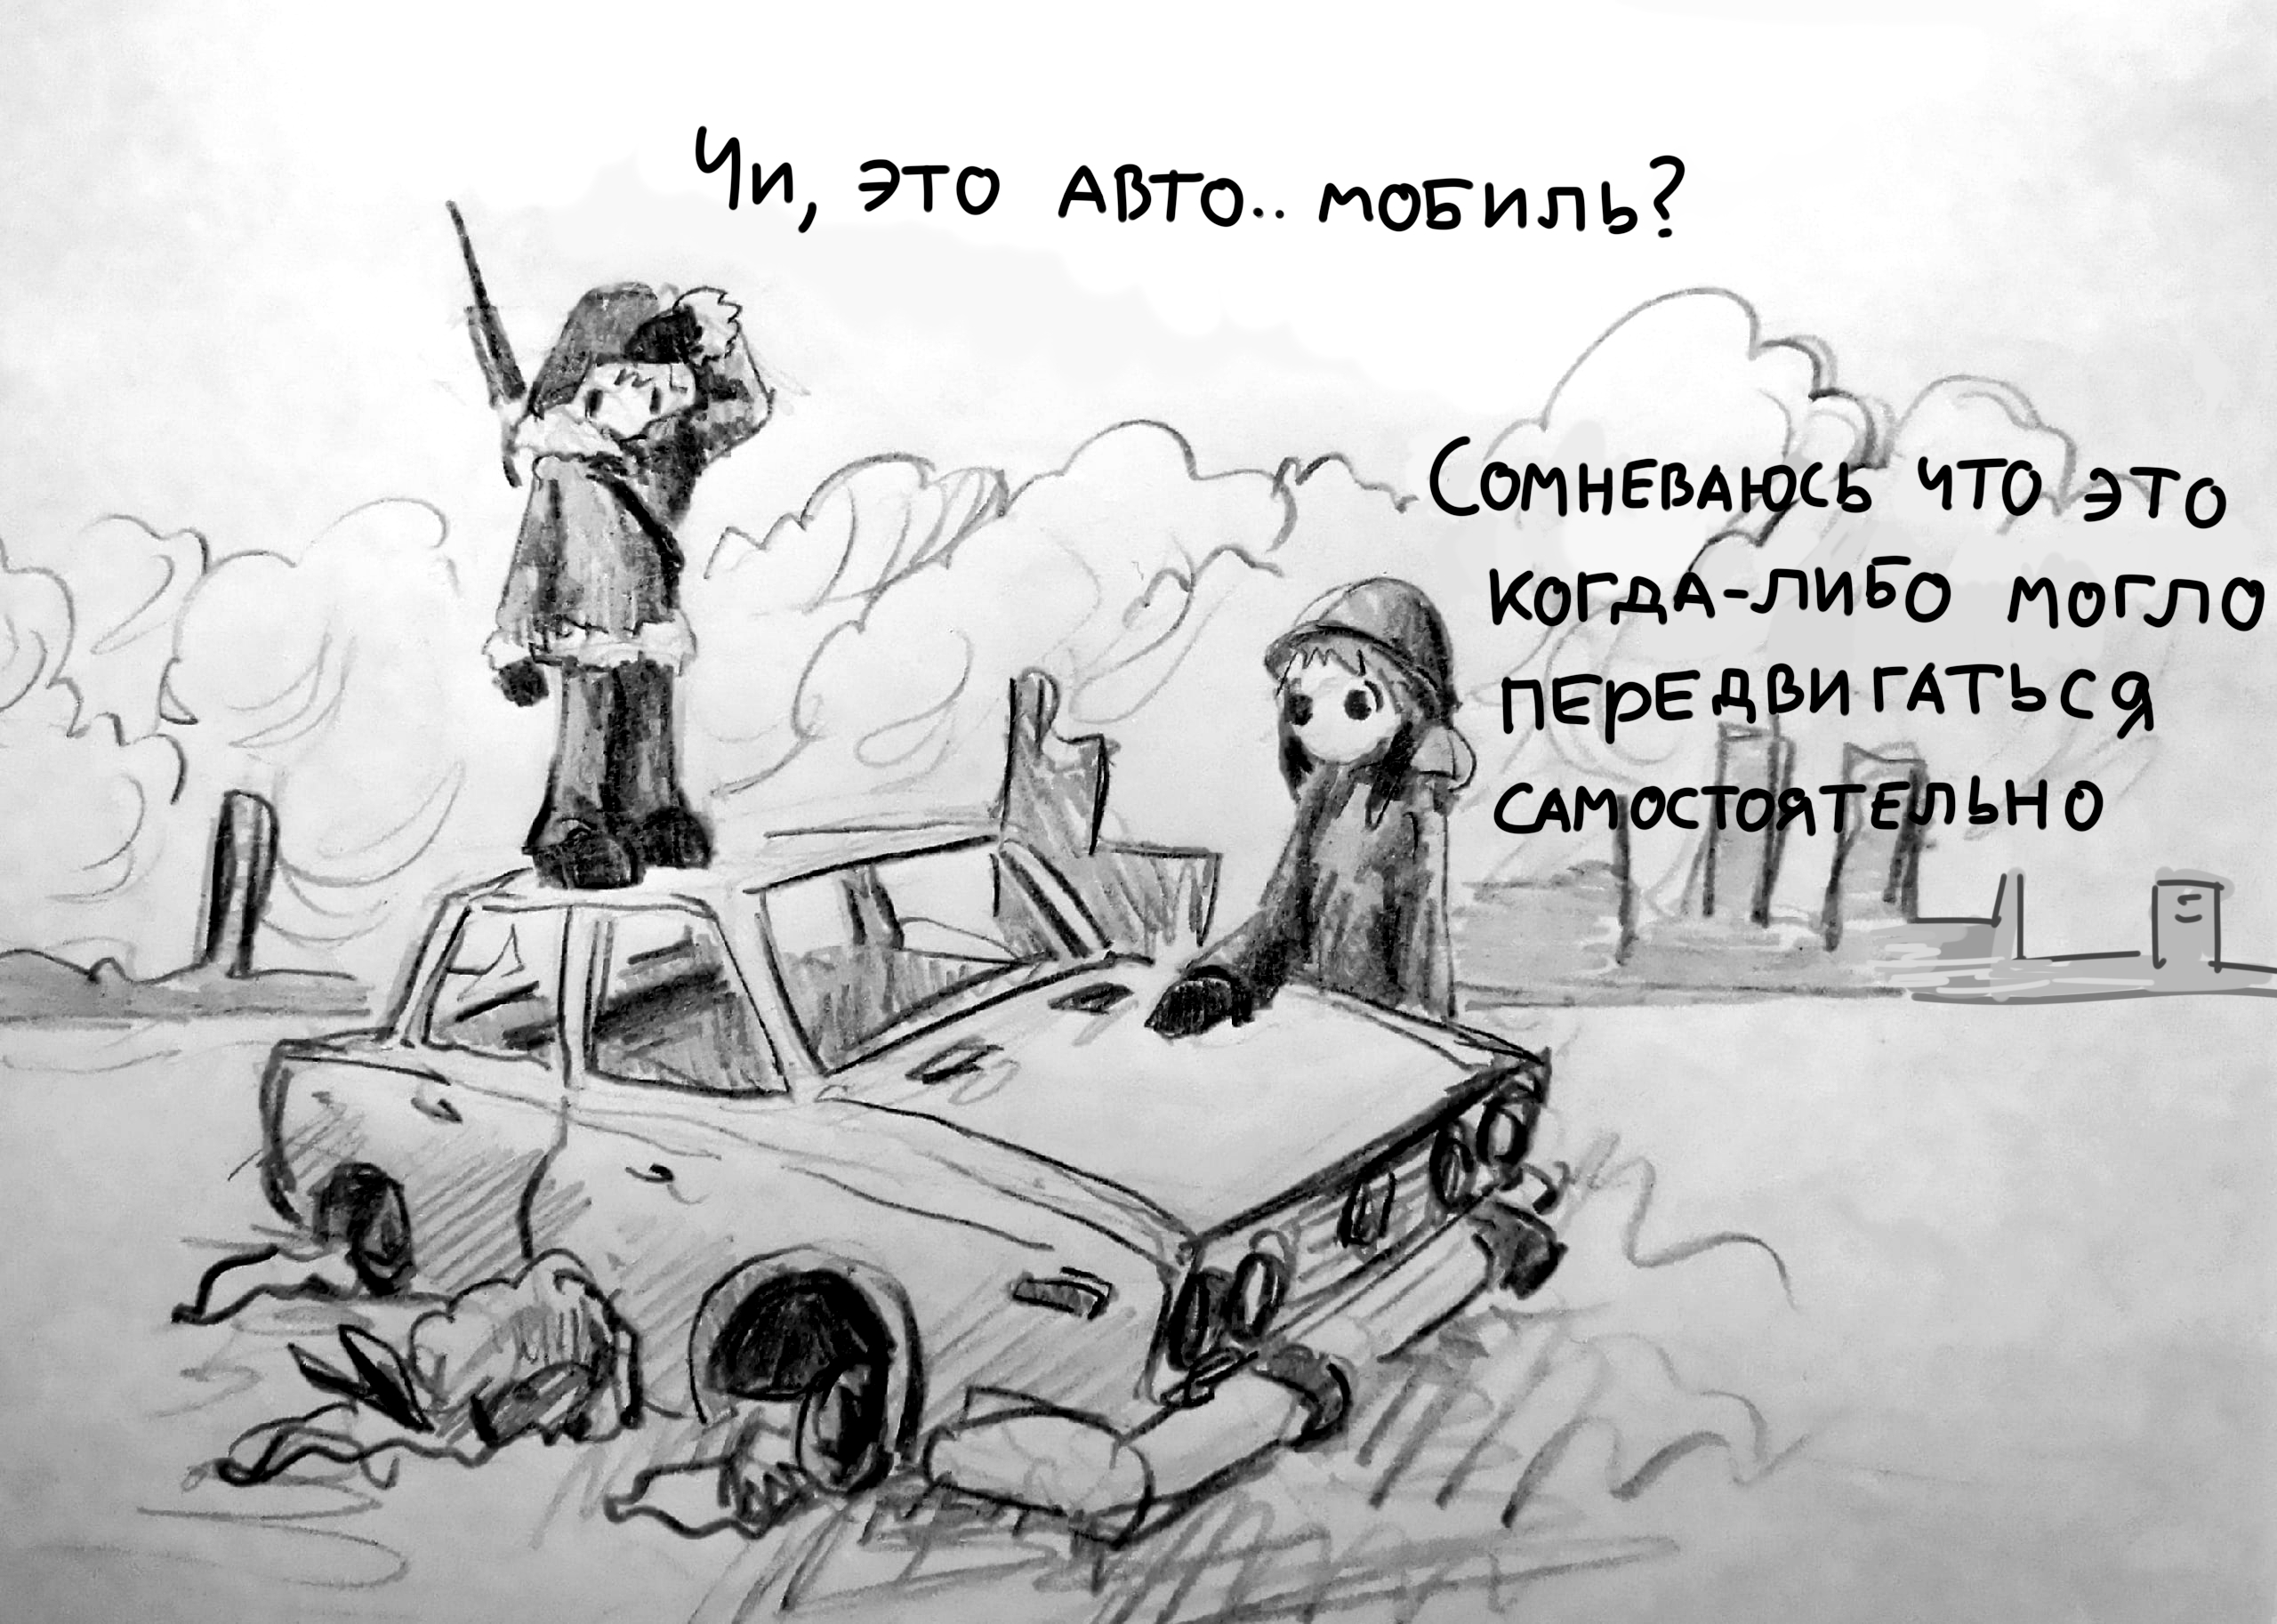 Чи, это авто.. мобиль?
Сомневаюсь что это
когда-либо могло
передвигаться
самостоятельно